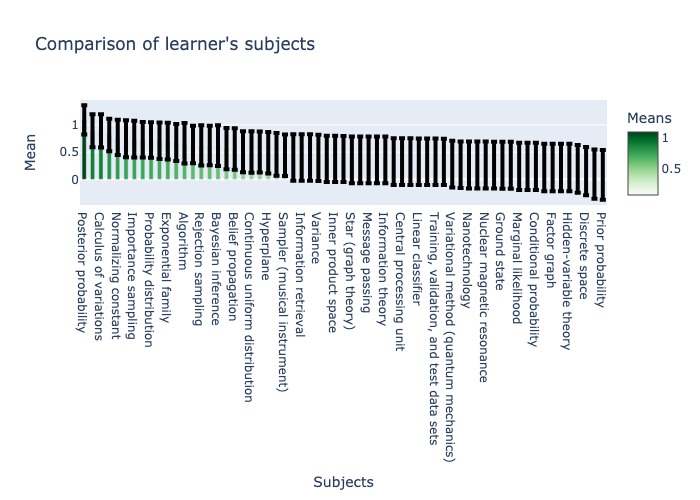 Comparison of learner's subjects
Means
1
0.5
Mean
1
0.5
0
Posterior probability
Calculus of variations
Normalizing constant
Importance sampling
Probability distribution
Exponential family
Algorithm
Rejection sampling
Bayesian inference
Belief propagation
Continuous uniform distribution
Hyperplane
Sampler (musical instrument)
Information retrieval
Variance
Inner product space
Star (graph theory)
Message passing
Information theory
Central processing unit
Linear classifier
Training, validation, and test data sets
Variational method (quantum mechanics)
Nanotechnology
Nuclear magnetic resonance
Ground state
Marginal likelihood
Conditional probability
Factor graph
Hidden-variable theory
Discrete space
Prior probability
Subjects